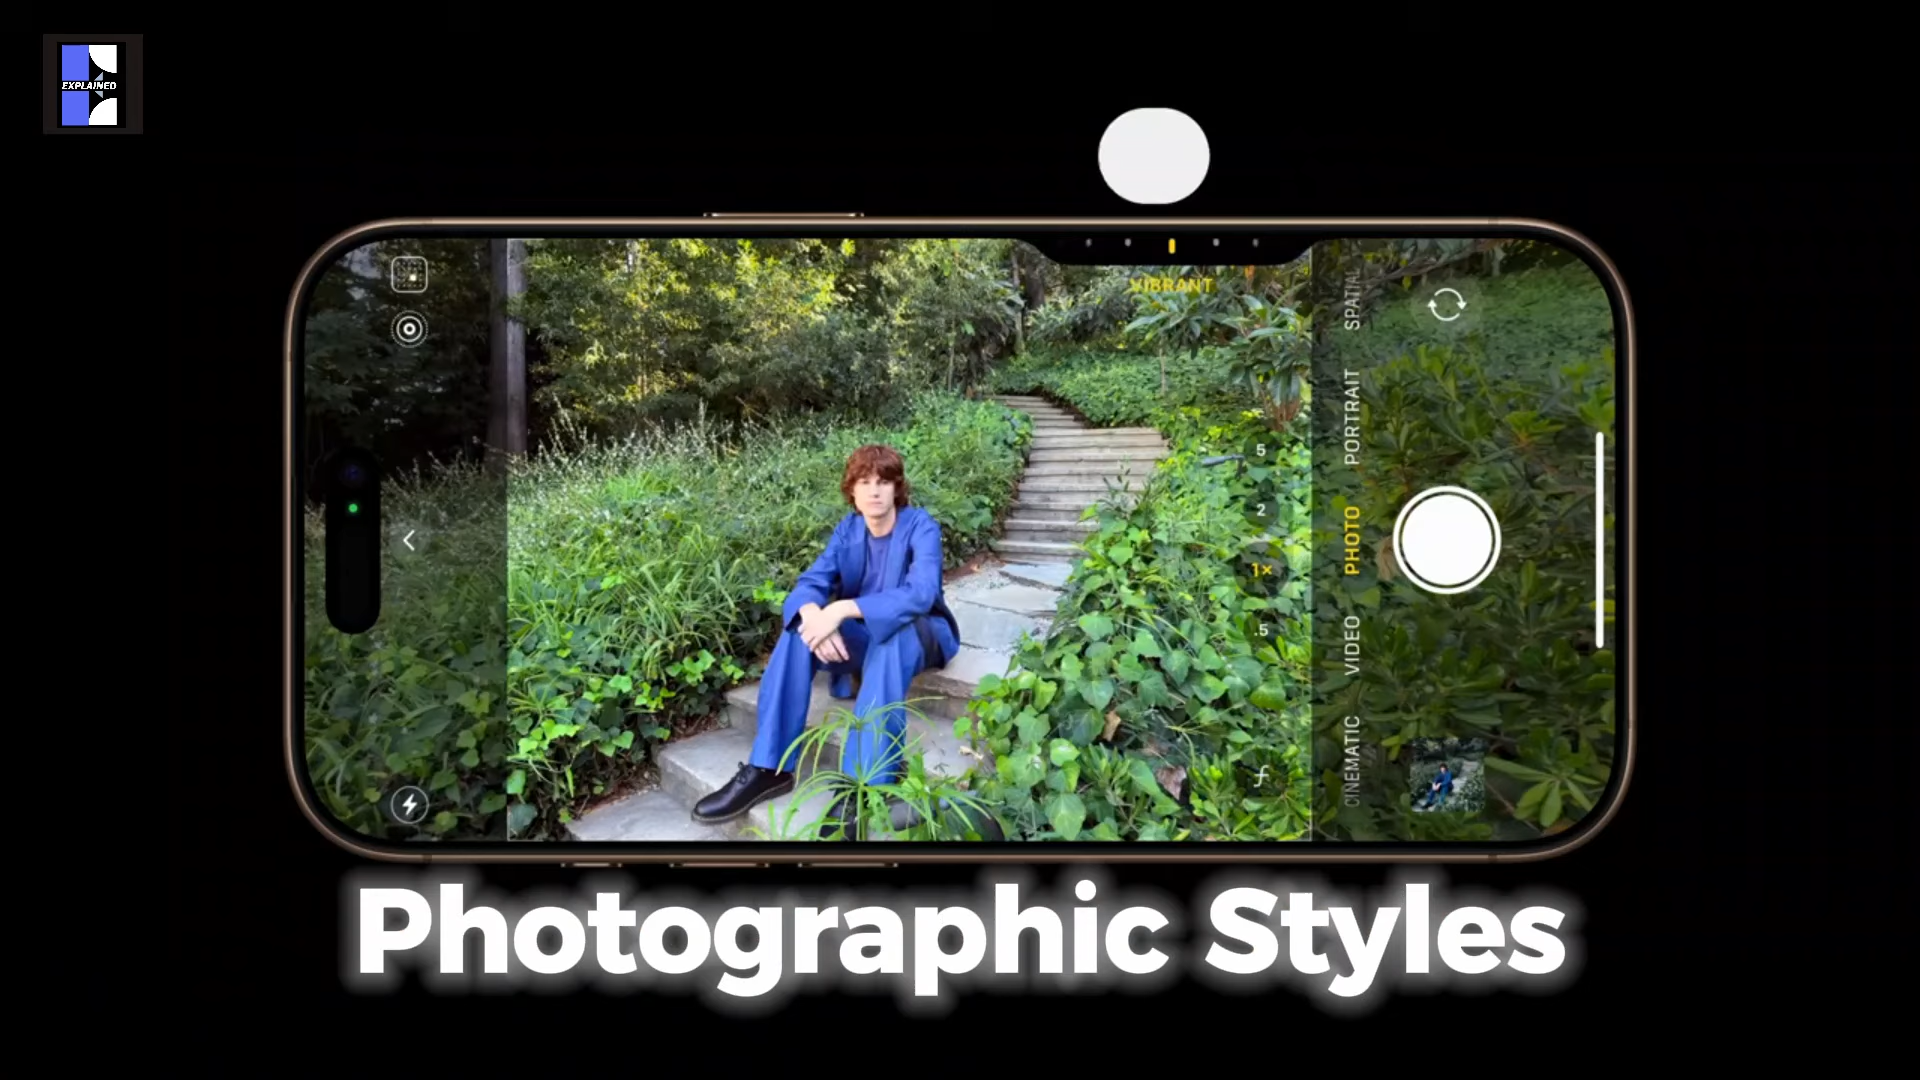 EXPLAINED
VIBRANT
SPATIAL
PORTRAIT
PHOTO
VIDEO
CINEMATIC
5
2
1×
.5
f
Photographic Styles